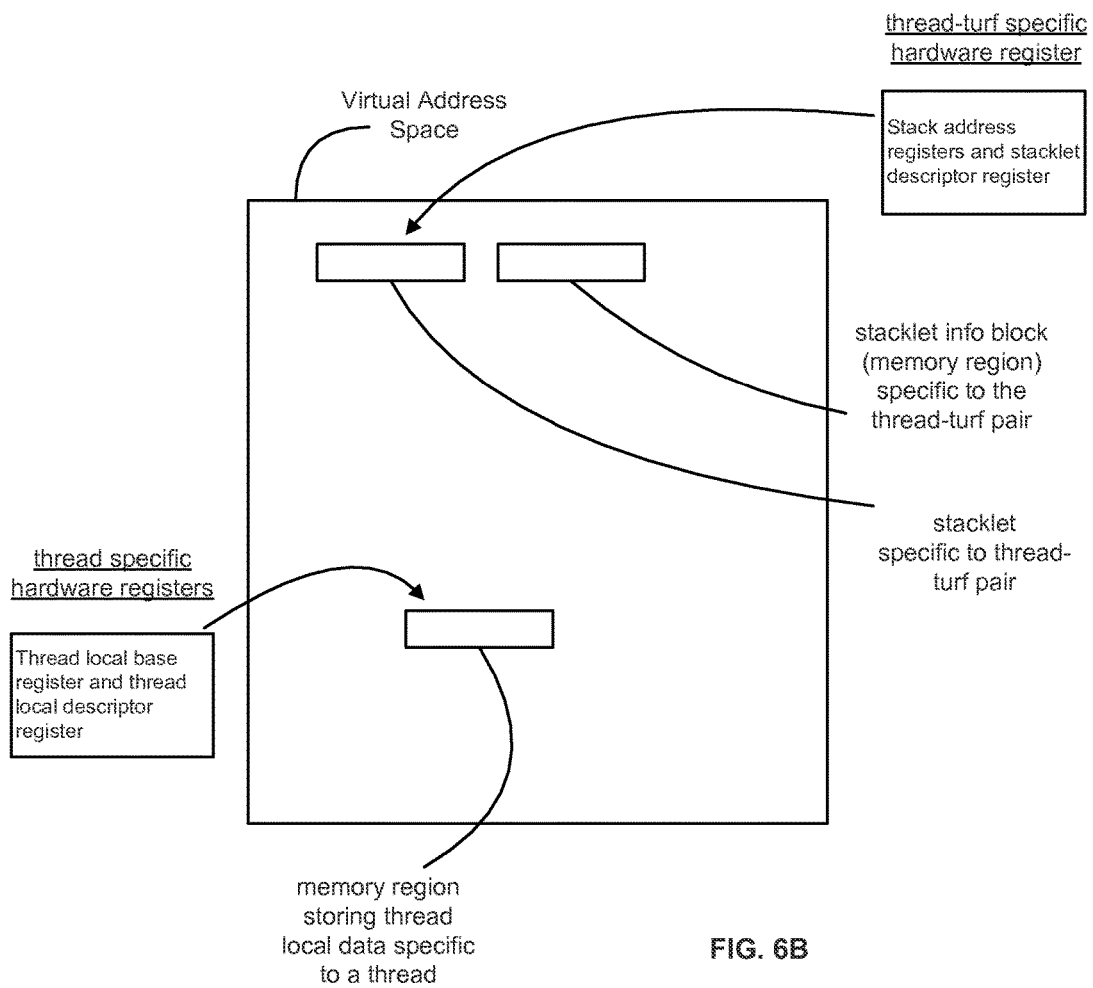 thread-turf specific
hardware register
Virtual Address
Space
Stack address
registers and stacklet
descriptor register
stacklet info block
(memory region)
specific to the
thread-turf pair
stacklet
specific to thread-
turf pair
thread specific
hardware registers
Thread local base
register and thread
local descriptor
register
memory region
storing thread
local data specific
to a thread
FIG. 6B